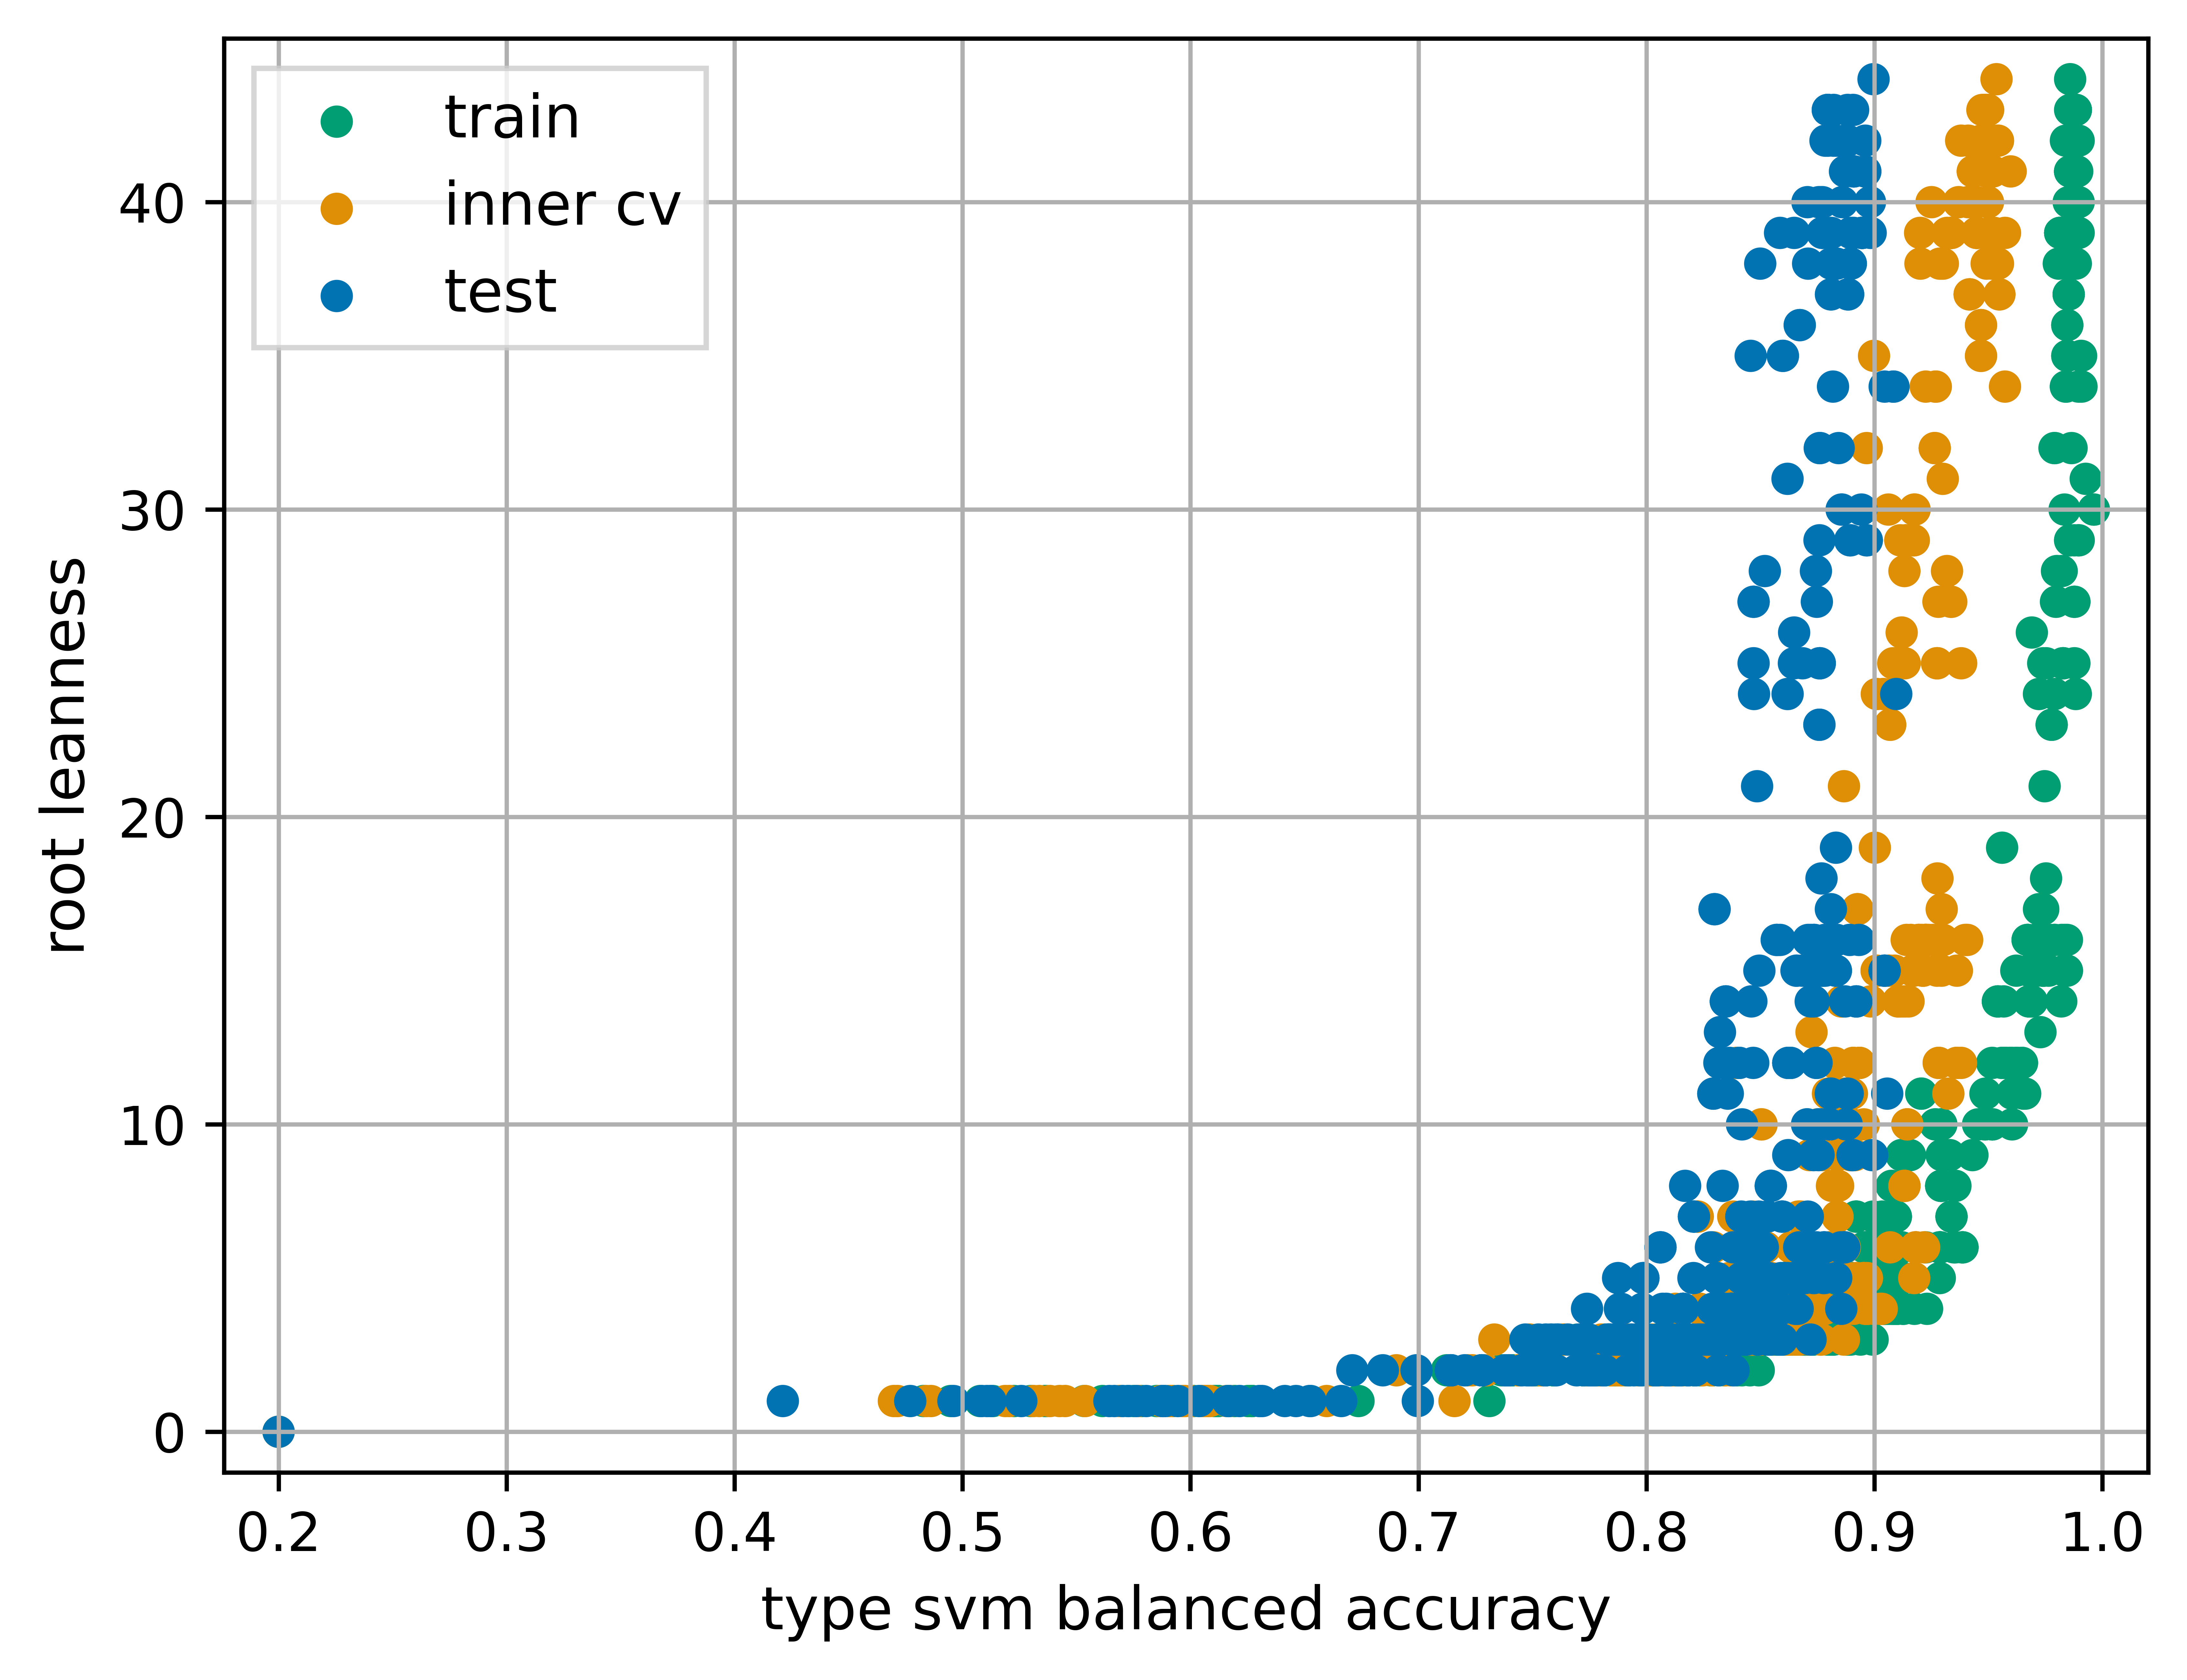 train
inner cv
test
40
30
20
10
0
root leanness
0.2 0.3 0.4 0.5 0.6 0.7 0.8 0.9 1.0
type svm balanced accuracy